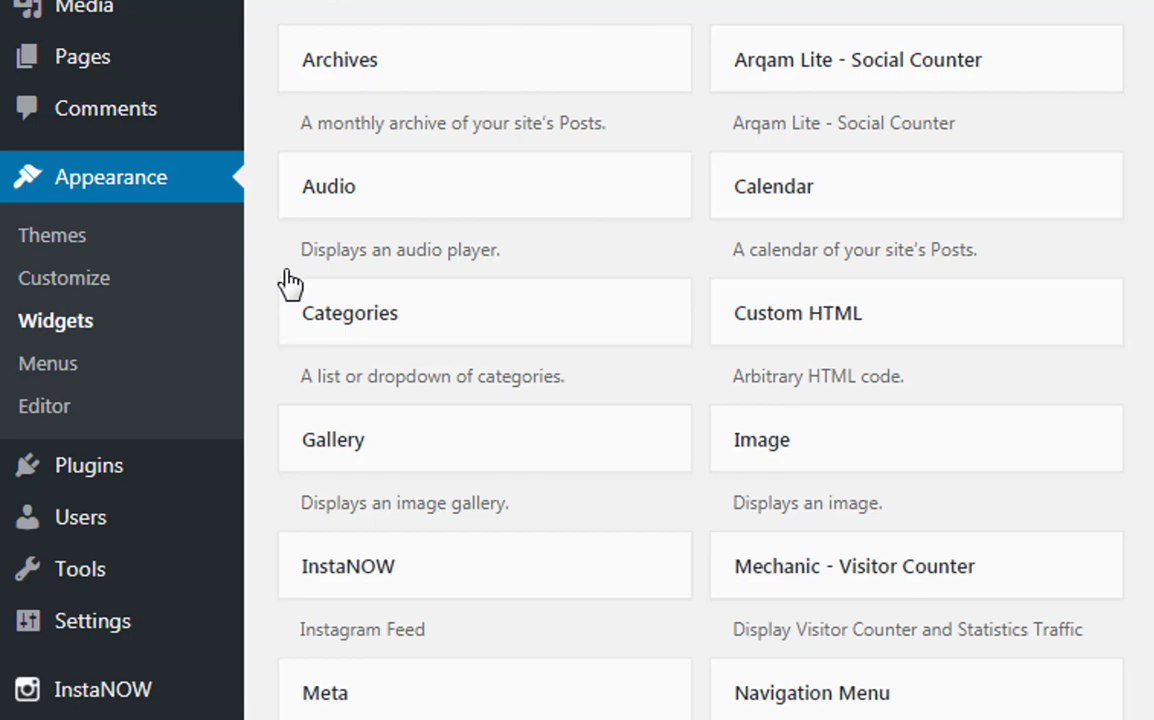 Media
Pages
Comments
Appearance
Themes
Customize
Widgets
Menus
Editor
Plugins
Users
Tools
Settings
InstaNOW
Archives
A monthly archive of your site's Posts.
Arqam Lite - Social Counter
Arqam Lite - Social Counter
Audio
Displays an audio player.
Calendar
A calendar of your site's Posts.
Categories
A list or dropdown of categories.
Custom HTML
Arbitrary HTML code.
Gallery
Displays an image gallery.
Image
Displays an image.
InstaNOW
Instagram Feed
Mechanic - Visitor Counter
Display Visitor Counter and Statistics Traffic
Meta
Navigation Menu